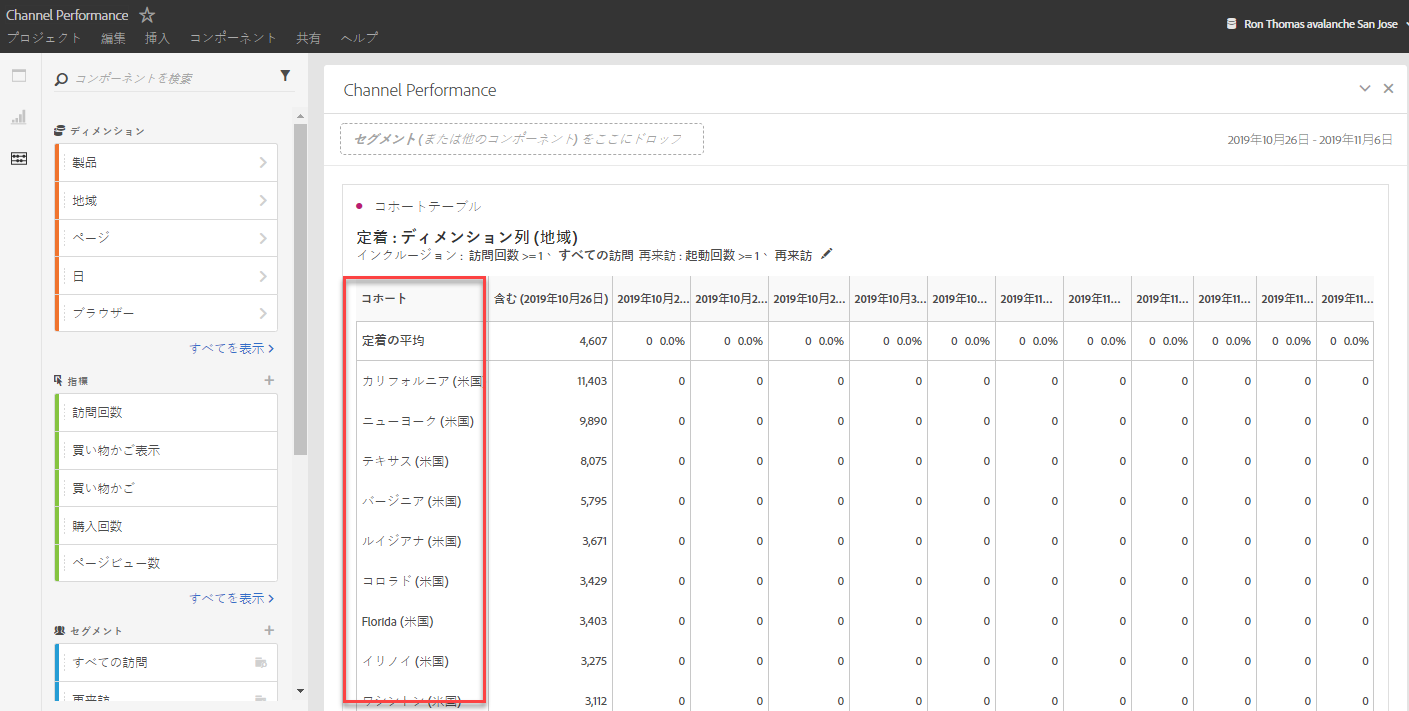 Channel Performance
Ron Thomas avalanche San Jose
プロジェクト 編集 挿入 コンポーネント 共有 ヘルプ
コンポーネントを検索
ディメンション
製品
地域
ページ
日
ブラウザー
すべてを表示
指標
訪問回数
買い物かご表示
買い物かご
購入回数
ページビュー数
すべてを表示
セグメント
すべての訪問
再来訪
Channel Performance
セグメント (または他のコンポーネント) をここにドロップ
2019年10月26日 - 2019年11月6日
コホートテーブル
定着 : ディメンション列 (地域)
インクルージョン : 訪問回数 >=1、 すべての訪問 再来訪 : 起動回数 >=1、 再来訪
コホート 含む (2019年10月26日) 2019年10月2... 2019年10月2... 2019年10月2... 2019年10月3... 2019年10... 2019年11... 2019年11... 2019年11... 2019年11... 2019年11... 2019年11...
定着の平均 4,607 0 0.0% 0 0.0% 0 0.0% 0 0.0% 0 0.0% 0 0.0% 0 0.0% 0 0.0% 0 0.0% 0 0.0% 0 0.0%
カリフォルニア (米国 11,403 0 0 0 0 0 0 0 0 0 0 0
ニューヨーク (米国) 9,890 0 0 0 0 0 0 0 0 0 0 0
テキサス (米国) 8,075 0 0 0 0 0 0 0 0 0 0 0
バージニア (米国) 5,795 0 0 0 0 0 0 0 0 0 0 0
ルイジアナ (米国) 3,671 0 0 0 0 0 0 0 0 0 0 0
コロラド (米国) 3,429 0 0 0 0 0 0 0 0 0 0 0
Florida (米国) 3,403 0 0 0 0 0 0 0 0 0 0 0
イリノイ (米国) 3,275 0 0 0 0 0 0 0 0 0 0 0
ワシントン (米国) 3,112 0 0 0 0 0 0 0 0 0 0 0